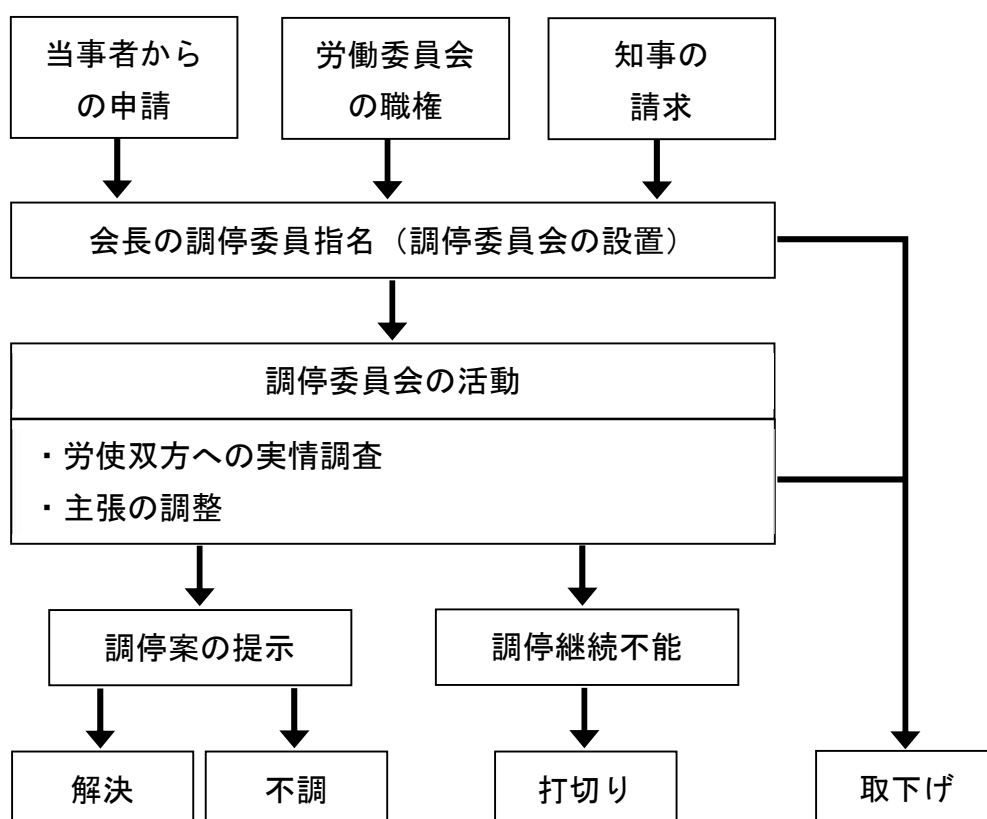 当事者から
の申請
労働委員会
の職権
知事の
請求
会長の調停委員指名（調停委員会の設置）
調停委員会の活動
・労使双方への実情調査
・主張の調整
調停案の提示
調停継続不能
解決
不調
打切り
取下げ